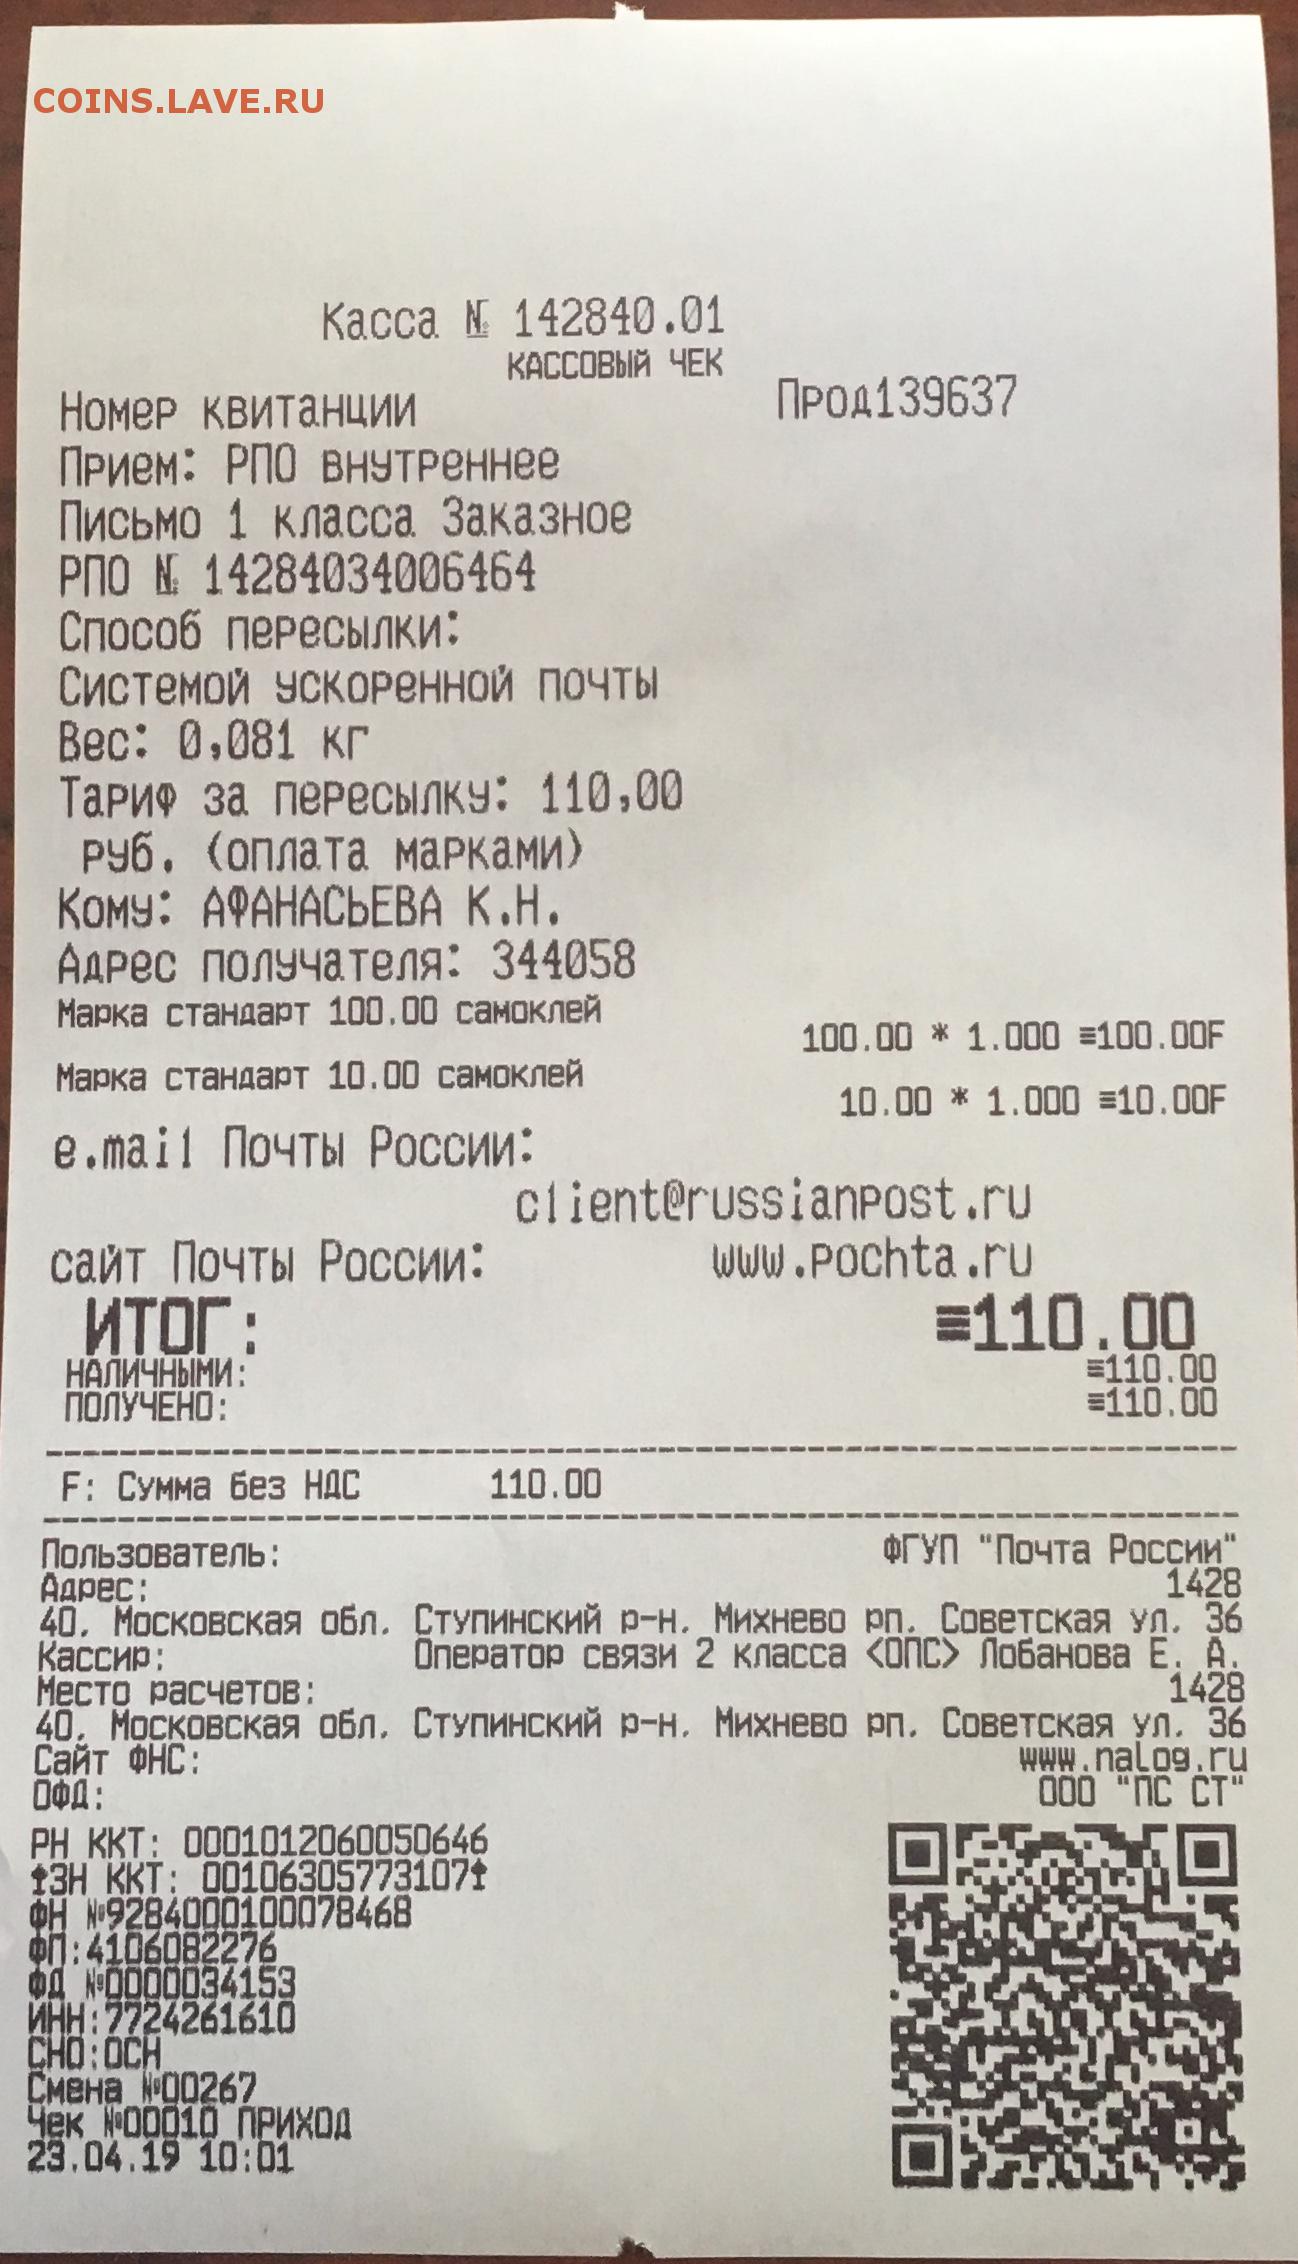 COINS.LAVE.RU
Касса № 142840.01
КАССОВЫЙ ЧЕК
Номер квитанции Прод139637
Прием: РПО внутреннее
Письмо 1 класса Заказное
РПО № 14284034006464
Способ пересылки:
Системой ускоренной почты
Вес: 0,081 кг
Тариф за пересылку: 110,00
руб. (оплата марками)
Кому: АФАНАСЬЕВА К.Н.
Адрес получателя: 344058
Марка стандарт 100.00 самоклей
100.00 * 1.000 ≡100.00F
Марка стандарт 10.00 самоклей
10.00 * 1.000 ≡10.00F
e.mail Почты России:
client@russianpost.ru
сайт Почты России: www.pochta.ru
ИТОГ: ≡110.00
НАЛИЧНЫМИ: ≡110.00
ПОЛУЧЕНО: ≡110.00
F: Сумма без НДС 110.00
Пользователь: ФГУП "Почта России"
Адрес: 1428
40, Московская обл, Ступинский р-н, Михнево рп, Советская ул, 36
Кассир: Оператор связи 2 класса <ОПС> Лобанова Е. А.
Место расчетов: 1428
40, Московская обл, Ступинский р-н, Михнево рп, Советская ул, 36
Сайт ФНС: www.nalog.ru
ОФД: ООО "ПС СТ"
РН ККТ: 0001012060050646
ЗН ККТ: 00106305773107
ФН №9284000100078468
ФП:4106082276
ФД №0000034153
ИНН:7724261610
СНО:ОСН
Смена №00267
Чек №00010 ПРИХОД
23.04.19 10:01